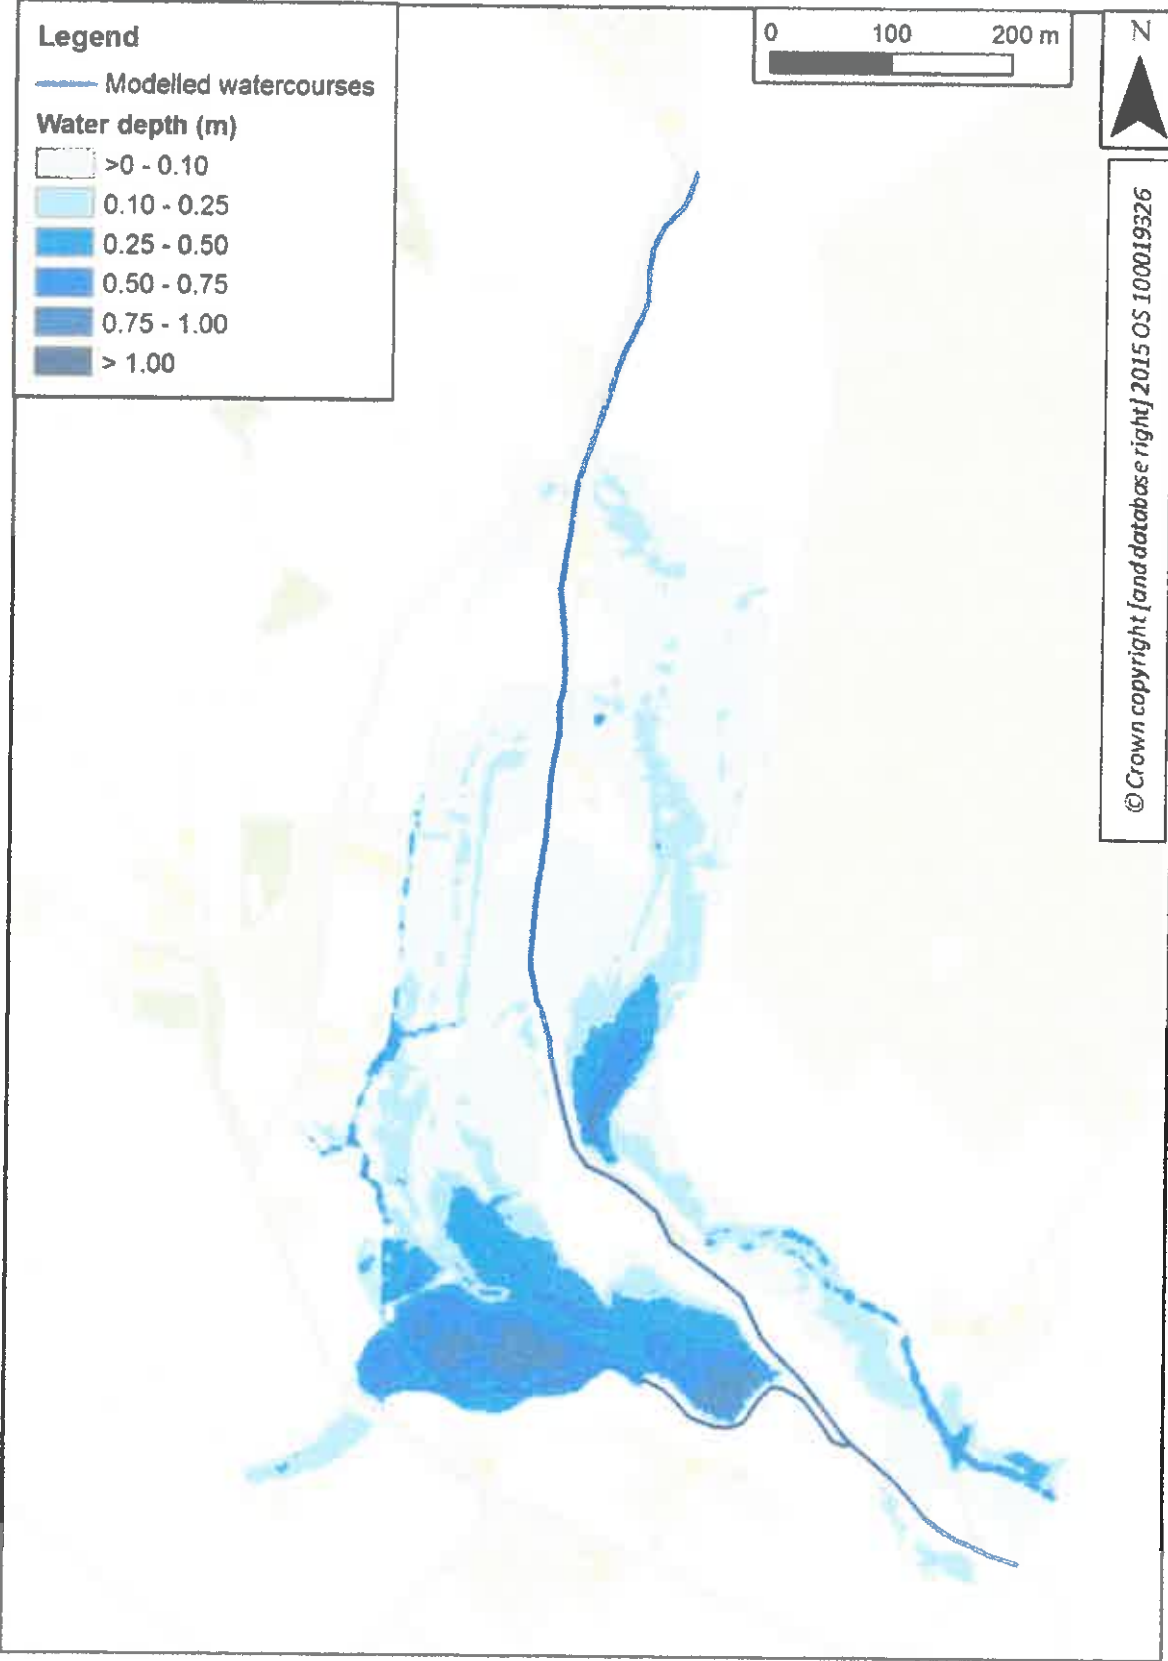 Legend
Modelled watercourses
Water depth (m)
>0 - 0.10
0.10 - 0.25
0.25 - 0.50
0.50 - 0.75
0.75 - 1.00
> 1.00
0 100 200 m
N
© Crown copyright [and database right] 2015 OS 100019326